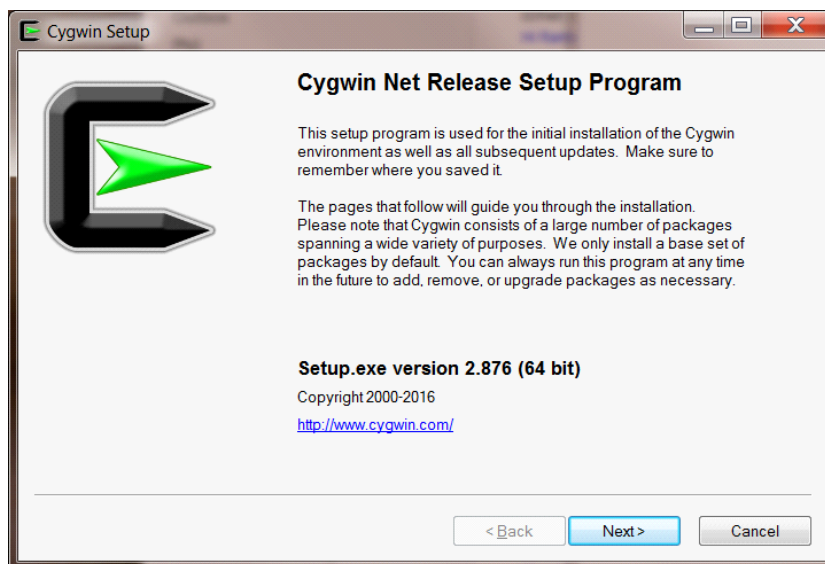 Cygwin Setup
Cygwin Net Release Setup Program
This setup program is used for the initial installation of the Cygwin
environment as well as all subsequent updates.  Make sure to
remember where you saved it.
The pages that follow will guide you through the installation.
Please note that Cygwin consists of a large number of packages
spanning a wide variety of purposes.  We only install a base set of
packages by default.  You can always run this program at any time
in the future to add, remove, or upgrade packages as necessary.
Setup.exe version 2.876 (64 bit)
Copyright 2000-2016
http://www.cygwin.com/
< Back Next > Cancel